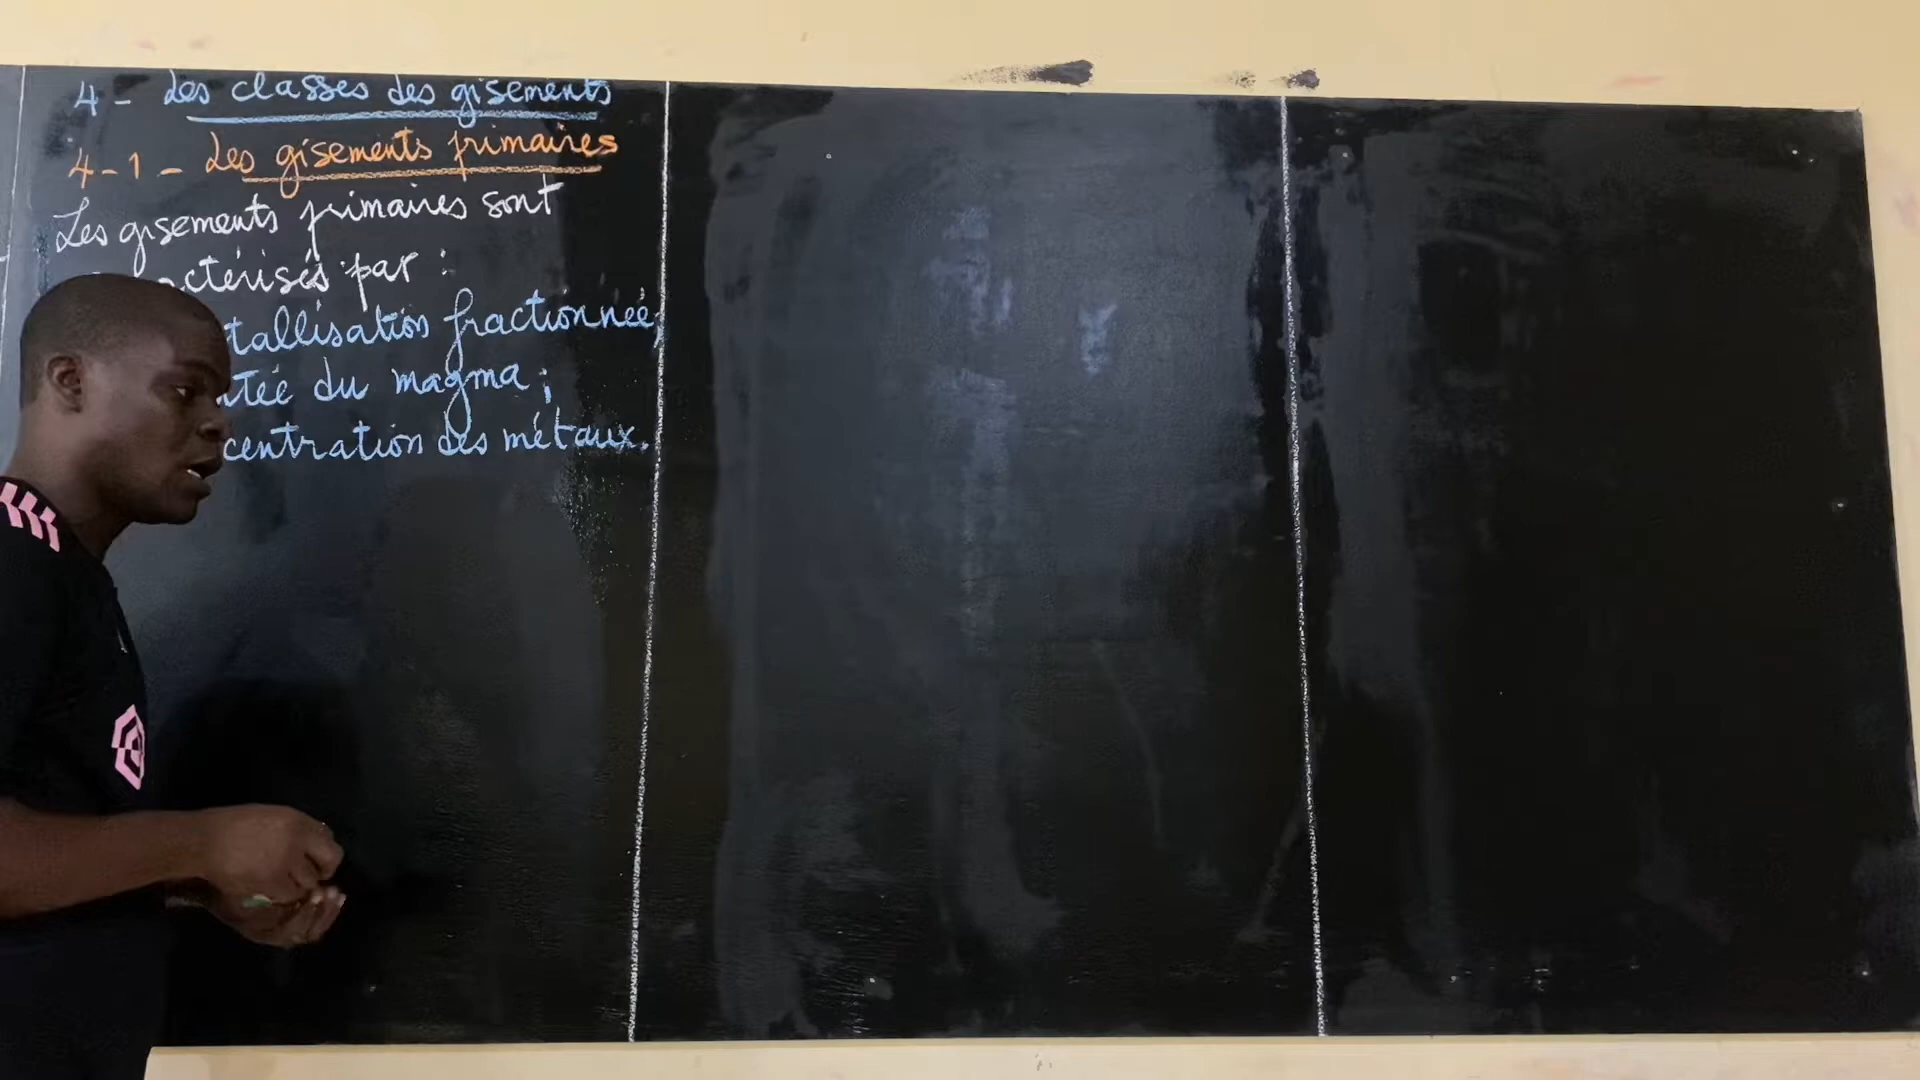 4 - Les classes des gisements
4-1 - Les gisements primaires
Les gisements primaires sont
ctérisés par :
tallisation fractionnée;
tée du magma ;
centration des métaux.